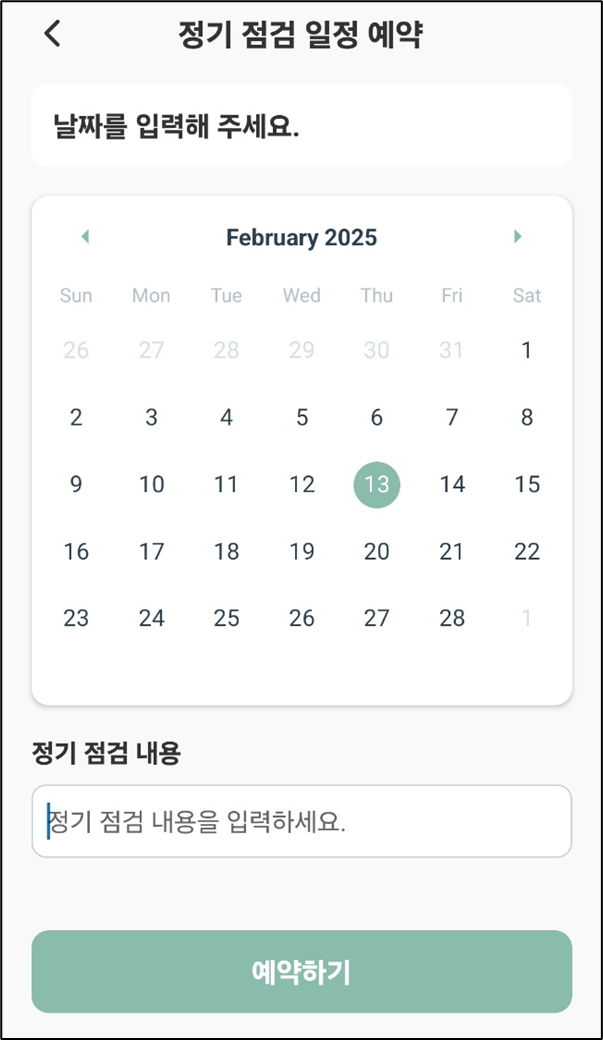 정기 점검 일정 예약
날짜를 입력해 주세요.
February 2025
Sun Mon Tue Wed Thu Fri Sat
26 27 28 29 30 31 1
2 3 4 5 6 7 8
9 10 11 12 13 14 15
16 17 18 19 20 21 22
23 24 25 26 27 28 1
정기 점검 내용
정기 점검 내용을 입력하세요.
예약하기